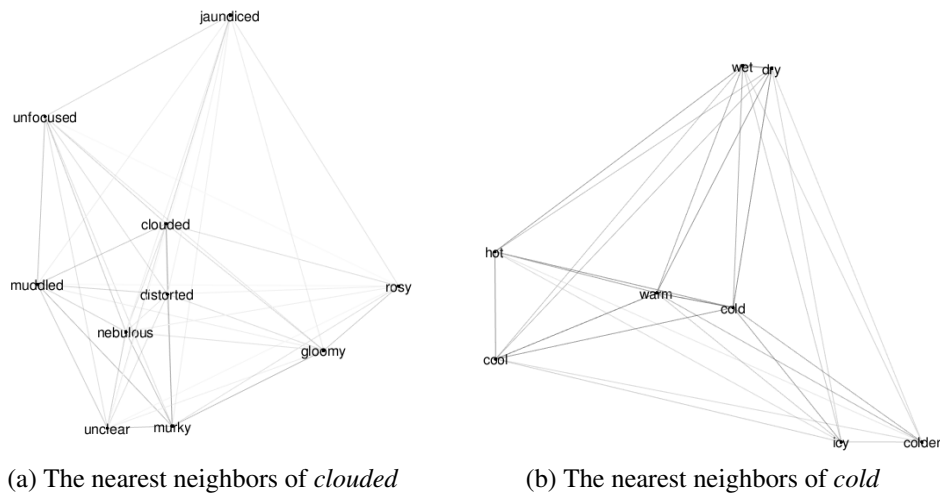 jaundiced
unfocused
clouded
muddled
distorted
rosy
nebulous
gloomy
unclear
murky
(a) The nearest neighbors of clouded
wet
dry
hot
warm
cold
cool
icy
colder
(b) The nearest neighbors of cold